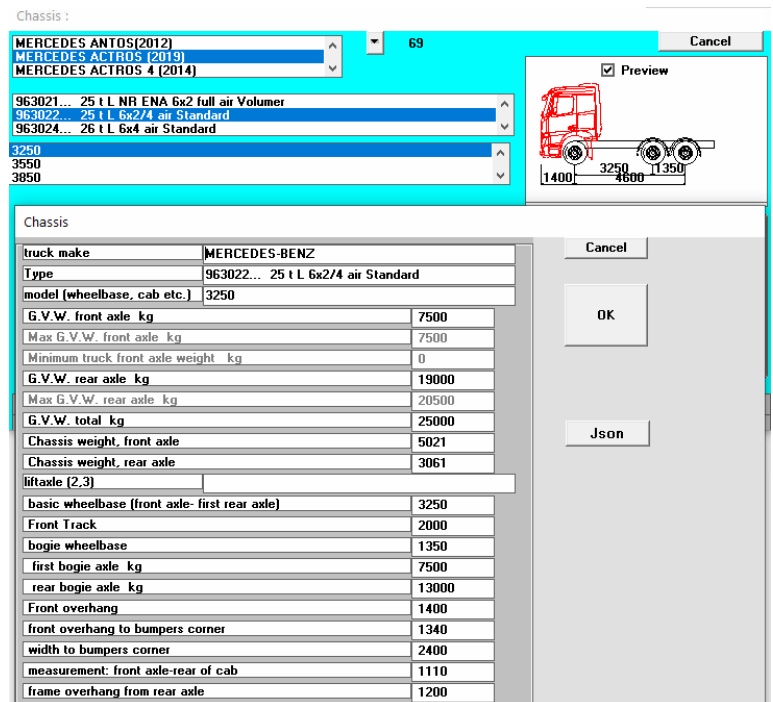 Chassis :
MERCEDES ANTOS(2012)
MERCEDES ACTROS (2019)
MERCEDES ACTROS 4 (2014)
69
Cancel
Preview
963021... 25 t L NR ENA 6x2 full air Volumer
963022... 25 t L 6x2/4 air Standard
963024... 26 t L 6x4 air Standard
3250
3550
3850
3250 1350
1400 4600
Chassis
truck make MERCEDES-BENZ
Type 963022... 25 t L 6x2/4 air Standard
model (wheelbase, cab etc.) 3250
G.V.W. front axle kg 7500
Max G.V.W. front axle kg 7500
Minimum truck front axle weight kg 0
G.V.W. rear axle kg 19000
Max G.V.W. rear axle kg 20500
G.V.W. total kg 25000
Chassis weight, front axle 5021
Chassis weight, rear axle 3061
liftaxle (2,3)
basic wheelbase (front axle- first rear axle) 3250
Front Track 2000
bogie wheelbase 1350
first bogie axle kg 7500
rear bogie axle kg 13000
Front overhang 1400
front overhang to bumpers corner 1340
width to bumpers corner 2400
measurement: front axle-rear of cab 1110
frame overhang from rear axle 1200
Cancel
OK
Json